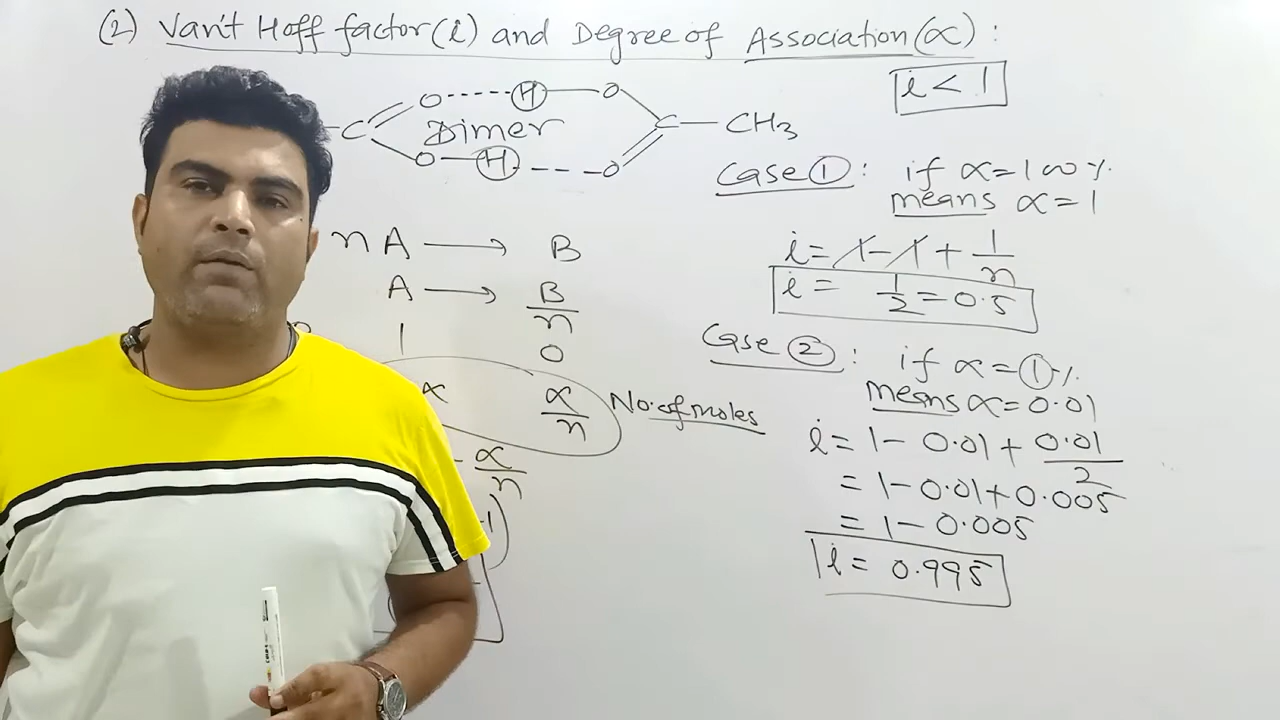 (2) Van't Hoff factor (i) and Degree of Association (α) :
i < 1
O H O
C Dimer C CH3
O H O
Case ① : if α = 100 %.
means α = 1
n A → B
i = 1 - 1 + 1/n
A → B/n
i = 1/2 = 0.5
1 0
Case ② : if α = 1 %.
means α = 0.01
α α/n No. of moles
i = 1 - 0.01 + 0.01/2
α/n
= 1 - 0.01 + 0.005
= 1 - 0.005
i = 0.995